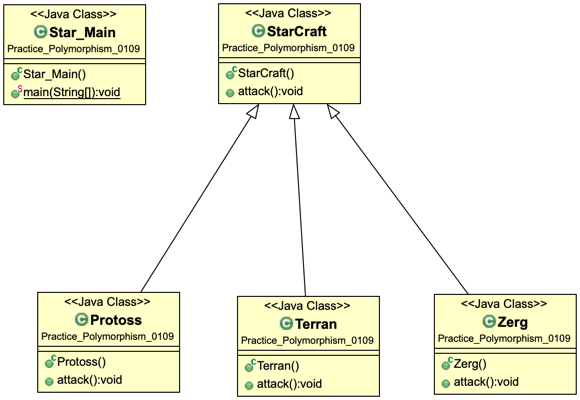 <<Java Class>>
Star_Main
Practice_Polymorphism_0109
Star_Main()
main(String[]):void
<<Java Class>>
StarCraft
Practice_Polymorphism_0109
StarCraft()
attack():void
<<Java Class>>
Protoss
Practice_Polymorphism_0109
Protoss()
attack():void
<<Java Class>>
Terran
Practice_Polymorphism_0109
Terran()
attack():void
<<Java Class>>
Zerg
Practice_Polymorphism_0109
Zerg()
attack():void